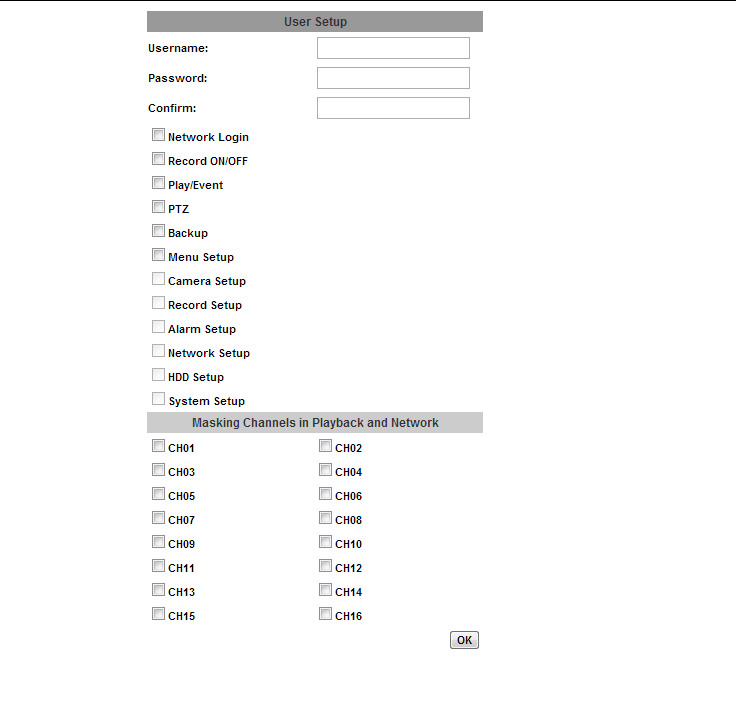 User Setup
Username:
Password:
Confirm:
Network Login
Record ON/OFF
Play/Event
PTZ
Backup
Menu Setup
Camera Setup
Record Setup
Alarm Setup
Network Setup
HDD Setup
System Setup
Masking Channels in Playback and Network
CH01 CH02
CH03 CH04
CH05 CH06
CH07 CH08
CH09 CH10
CH11 CH12
CH13 CH14
CH15 CH16
OK